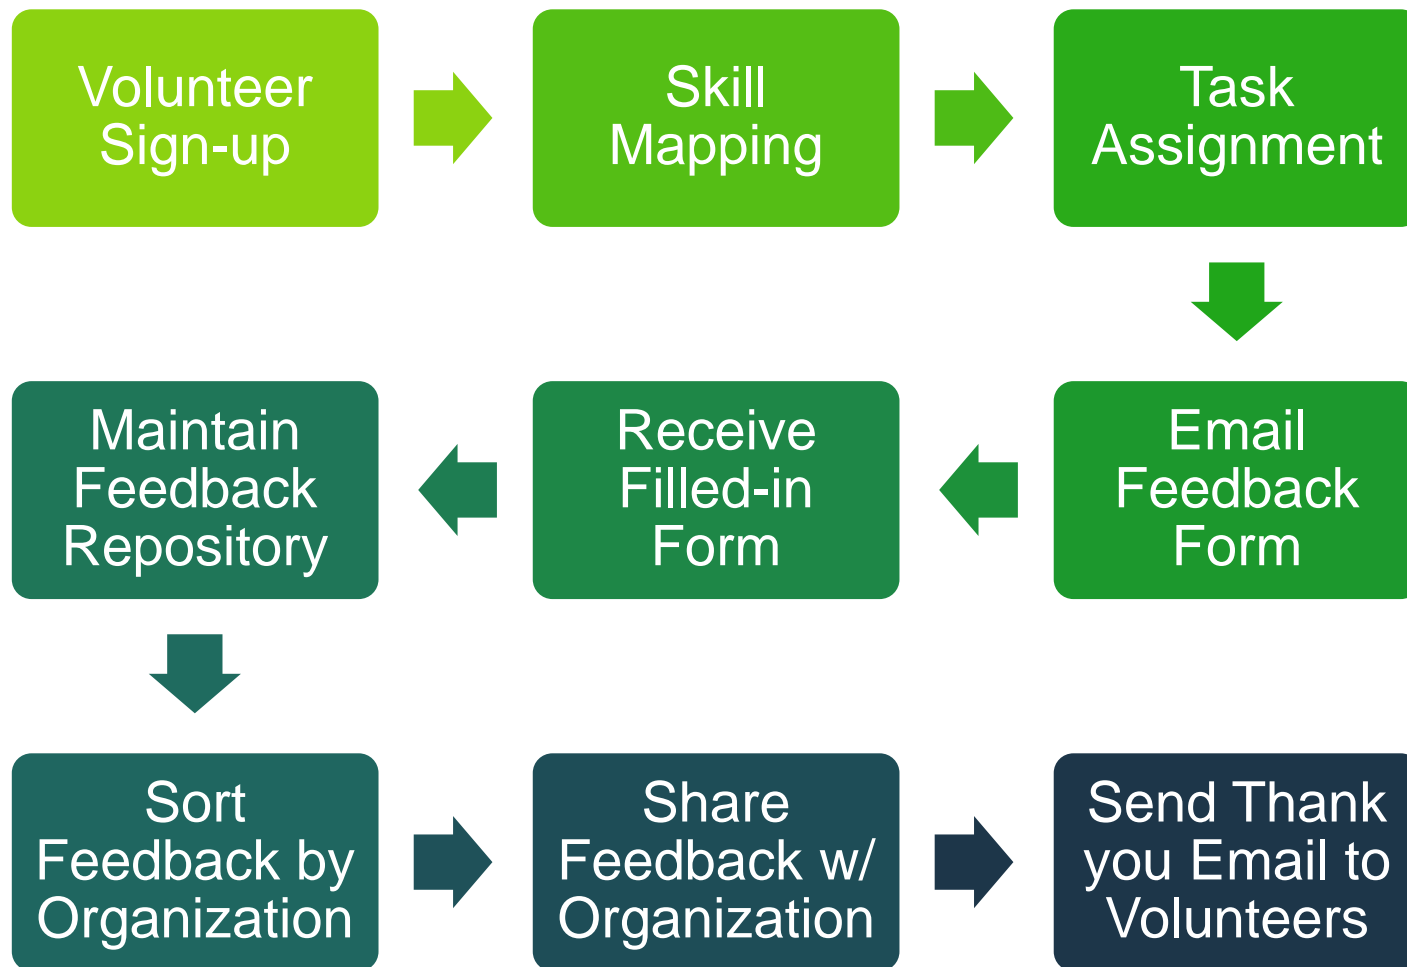 Volunteer
Sign-up
Skill
Mapping
Task
Assignment
Email
Feedback
Form
Receive
Filled-in
Form
Maintain
Feedback
Repository
Sort
Feedback by
Organization
Share
Feedback w/
Organization
Send Thank
you Email to
Volunteers